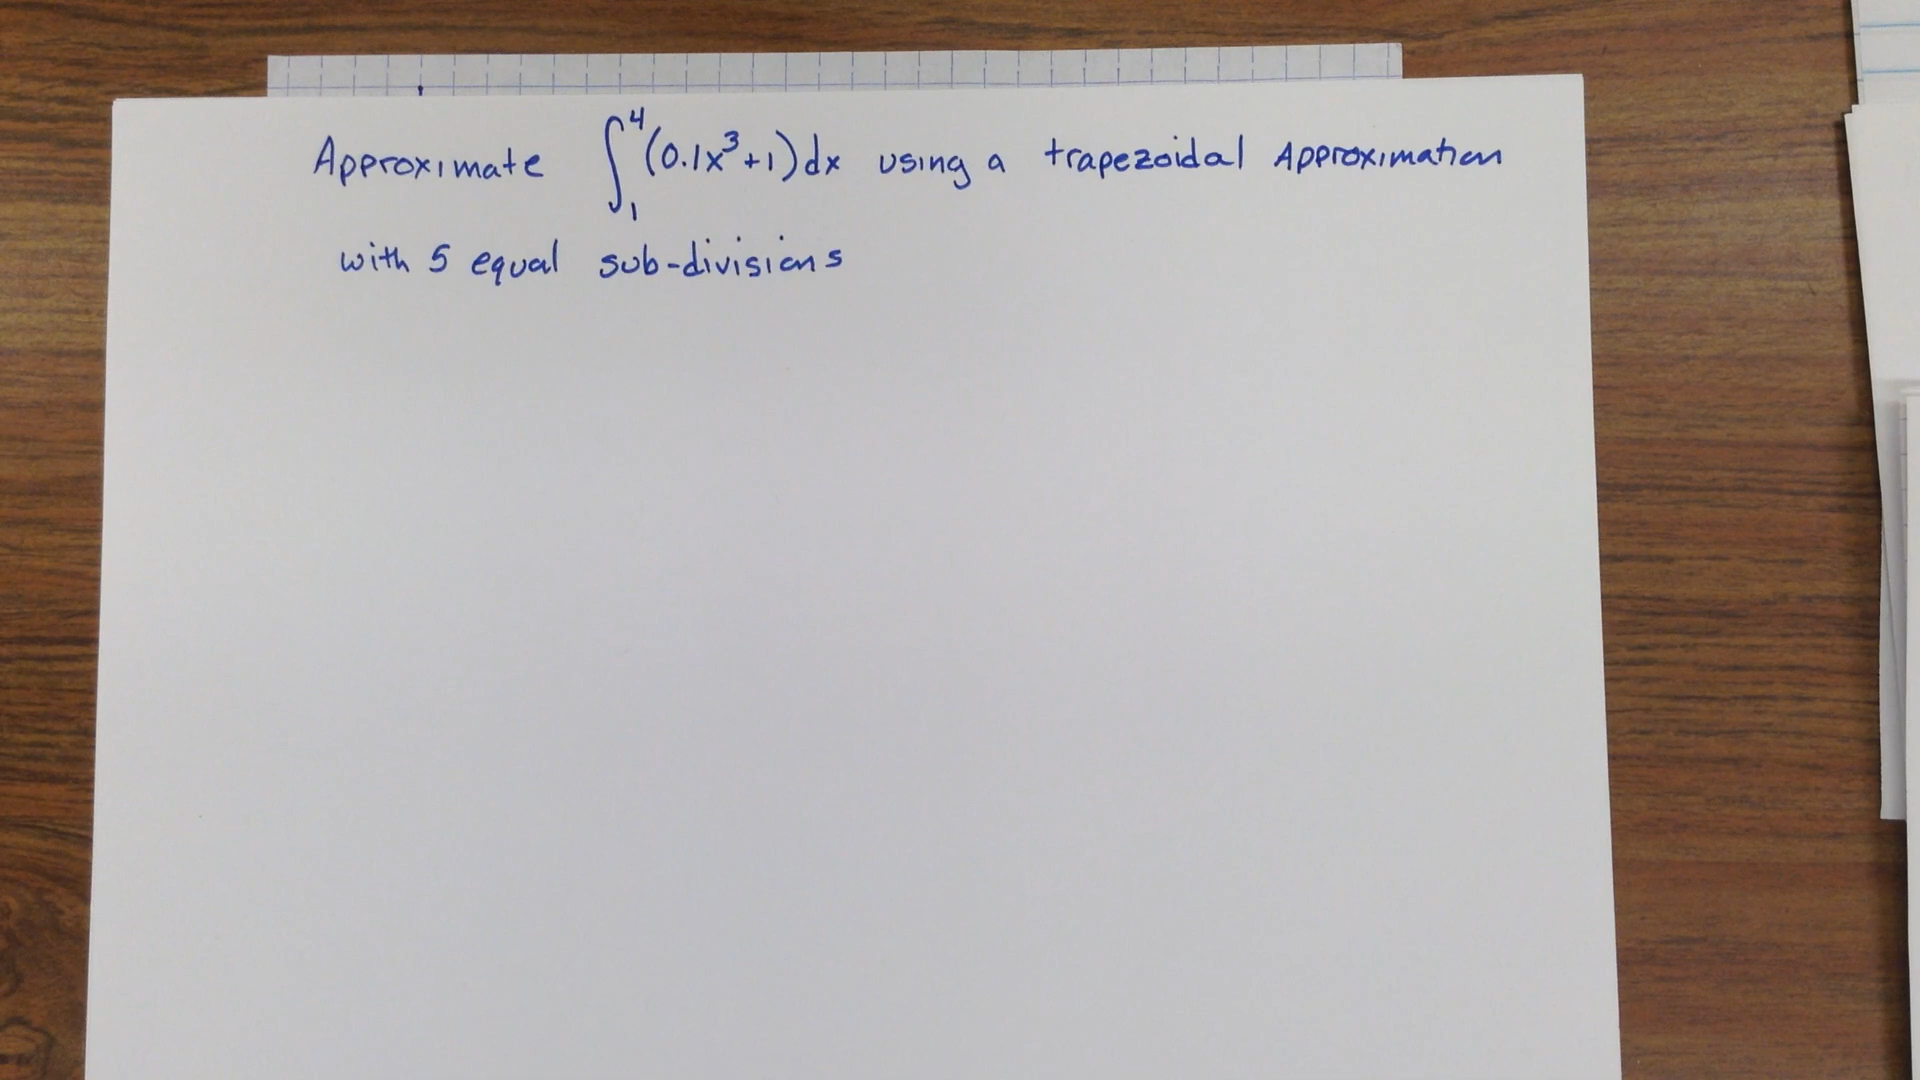 Approximate ∫₁⁴ (0.1x³+1)dx using a trapezoidal Approximation
with 5 equal sub-divisions